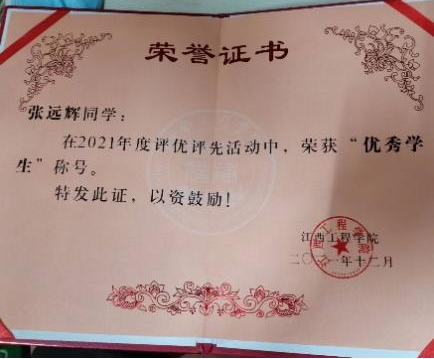 荣誉证书
张远辉同学：
在2021年度评优评先活动中，荣获“优秀学
生”称号。
特发此证，以资鼓励！
江西工程学院
二〇二一年十二月